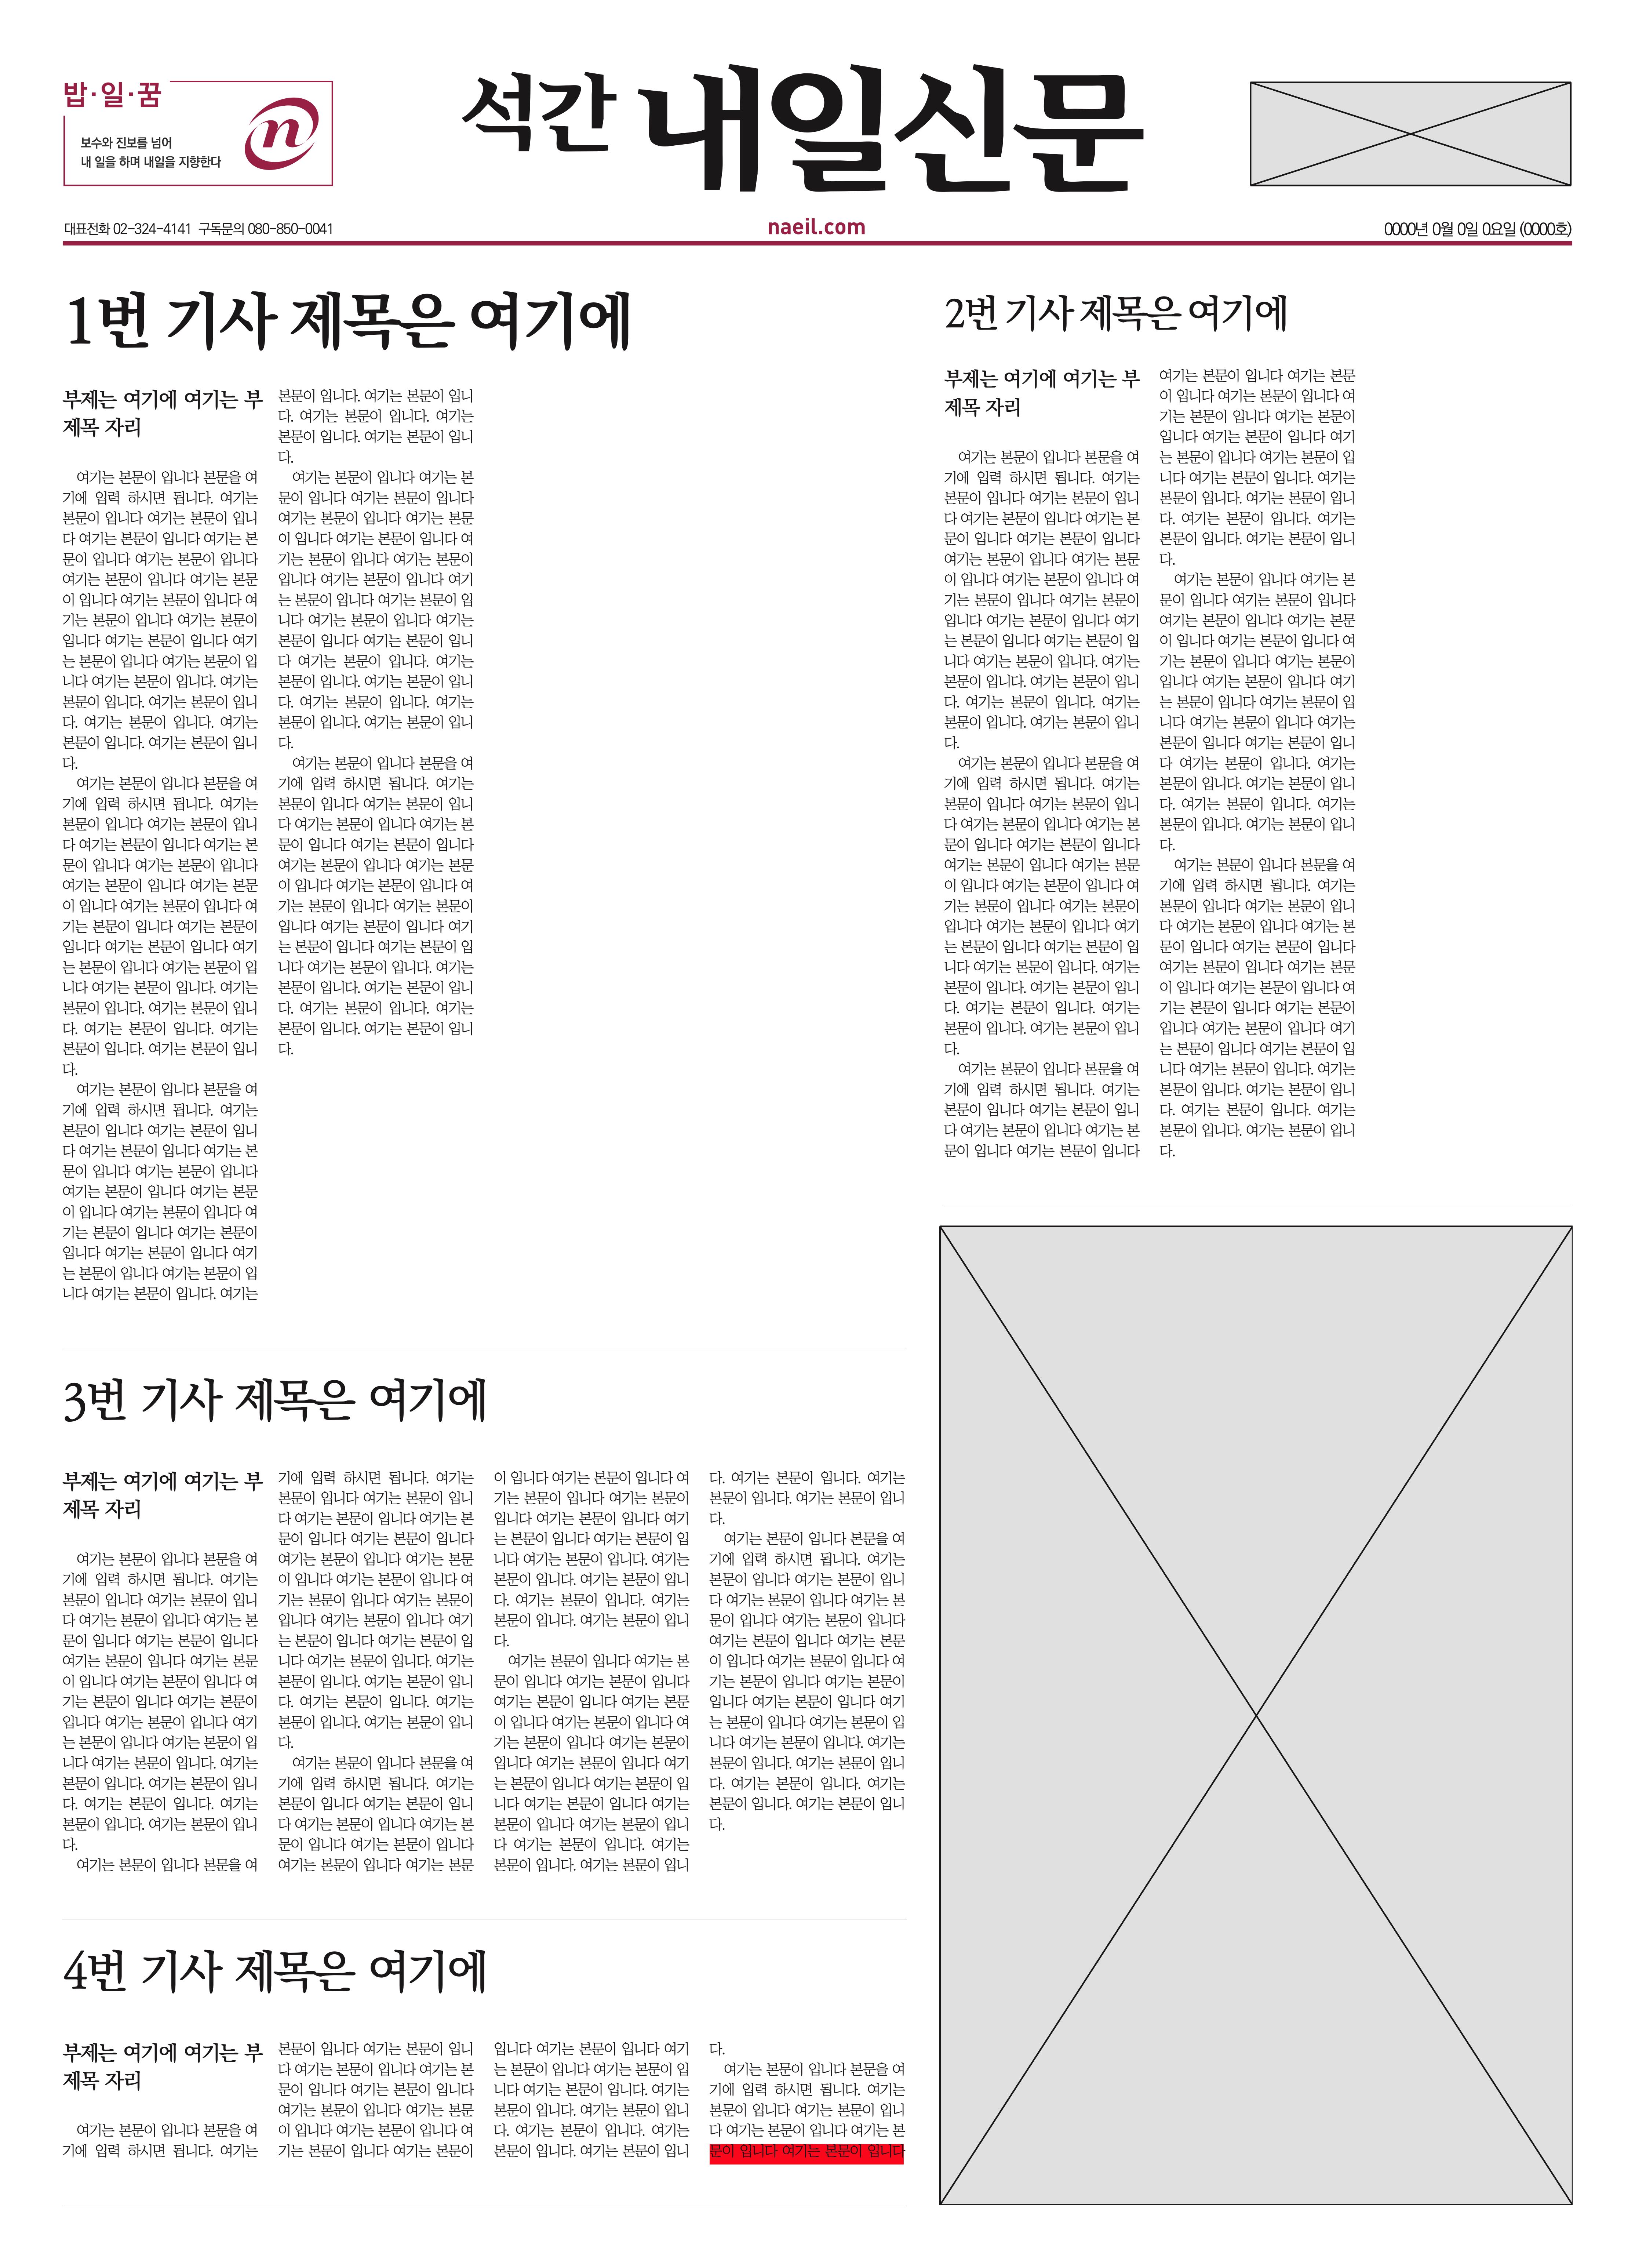 밥·일·꿈
보수와 진보를 넘어
내 일을 하며 내일을 지향한다
n
석간 내일신문
대표전화 02-324-4141 구독문의 080-850-0041
naeil.com
0000년 0월 0일 0요일 (0000호)
1번 기사 제목은 여기에
부제는 여기에 여기는 부
제목 자리
여기는 본문이 입니다 본문을 여
기에 입력 하시면 됩니다. 여기는
본문이 입니다 여기는 본문이 입니
다 여기는 본문이 입니다 여기는 본
문이 입니다 여기는 본문이 입니다
여기는 본문이 입니다 여기는 본문
이 입니다 여기는 본문이 입니다 여
기는 본문이 입니다 여기는 본문이
입니다 여기는 본문이 입니다 여기
는 본문이 입니다 여기는 본문이 입
니다 여기는 본문이 입니다. 여기는
본문이 입니다. 여기는 본문이 입니
다. 여기는 본문이 입니다. 여기는
본문이 입니다. 여기는 본문이 입니
다.
여기는 본문이 입니다 본문을 여
기에 입력 하시면 됩니다. 여기는
본문이 입니다 여기는 본문이 입니
다 여기는 본문이 입니다 여기는 본
문이 입니다 여기는 본문이 입니다
여기는 본문이 입니다 여기는 본문
이 입니다 여기는 본문이 입니다 여
기는 본문이 입니다 여기는 본문이
입니다 여기는 본문이 입니다 여기
는 본문이 입니다 여기는 본문이 입
니다 여기는 본문이 입니다. 여기는
본문이 입니다. 여기는 본문이 입니
다. 여기는 본문이 입니다. 여기는
본문이 입니다. 여기는 본문이 입니
다.
여기는 본문이 입니다 본문을 여
기에 입력 하시면 됩니다. 여기는
본문이 입니다 여기는 본문이 입니
다 여기는 본문이 입니다 여기는 본
문이 입니다 여기는 본문이 입니다
여기는 본문이 입니다 여기는 본문
이 입니다 여기는 본문이 입니다 여
기는 본문이 입니다 여기는 본문이
입니다 여기는 본문이 입니다 여기
는 본문이 입니다 여기는 본문이 입
니다 여기는 본문이 입니다. 여기는
본문이 입니다. 여기는 본문이 입니
다. 여기는 본문이 입니다. 여기는
본문이 입니다. 여기는 본문이 입니
다.
여기는 본문이 입니다 여기는 본
문이 입니다 여기는 본문이 입니다
여기는 본문이 입니다 여기는 본문
이 입니다 여기는 본문이 입니다 여
기는 본문이 입니다 여기는 본문이
입니다 여기는 본문이 입니다 여기
는 본문이 입니다 여기는 본문이 입
니다 여기는 본문이 입니다 여기는
본문이 입니다 여기는 본문이 입니
다 여기는 본문이 입니다. 여기는
본문이 입니다. 여기는 본문이 입니
다. 여기는 본문이 입니다. 여기는
본문이 입니다. 여기는 본문이 입니
다.
여기는 본문이 입니다 본문을 여
기에 입력 하시면 됩니다. 여기는
본문이 입니다 여기는 본문이 입니
다 여기는 본문이 입니다 여기는 본
문이 입니다 여기는 본문이 입니다
여기는 본문이 입니다 여기는 본문
이 입니다 여기는 본문이 입니다 여
기는 본문이 입니다 여기는 본문이
입니다 여기는 본문이 입니다 여기
는 본문이 입니다 여기는 본문이 입
니다 여기는 본문이 입니다. 여기는
본문이 입니다. 여기는 본문이 입니
다. 여기는 본문이 입니다. 여기는
본문이 입니다. 여기는 본문이 입니
다.
2번 기사 제목은 여기에
부제는 여기에 여기는 부
제목 자리
여기는 본문이 입니다 본문을 여
기에 입력 하시면 됩니다. 여기는
본문이 입니다 여기는 본문이 입니
다 여기는 본문이 입니다 여기는 본
문이 입니다 여기는 본문이 입니다
여기는 본문이 입니다 여기는 본문
이 입니다 여기는 본문이 입니다 여
기는 본문이 입니다 여기는 본문이
입니다 여기는 본문이 입니다 여기
는 본문이 입니다 여기는 본문이 입
니다 여기는 본문이 입니다. 여기는
본문이 입니다. 여기는 본문이 입니
다. 여기는 본문이 입니다. 여기는
본문이 입니다. 여기는 본문이 입니
다.
여기는 본문이 입니다 본문을 여
기에 입력 하시면 됩니다. 여기는
본문이 입니다 여기는 본문이 입니
다 여기는 본문이 입니다 여기는 본
문이 입니다 여기는 본문이 입니다
여기는 본문이 입니다 여기는 본문
이 입니다 여기는 본문이 입니다 여
기는 본문이 입니다 여기는 본문이
입니다 여기는 본문이 입니다 여기
는 본문이 입니다 여기는 본문이 입
니다 여기는 본문이 입니다. 여기는
본문이 입니다. 여기는 본문이 입니
다. 여기는 본문이 입니다. 여기는
본문이 입니다. 여기는 본문이 입니
다.
여기는 본문이 입니다 본문을 여
기에 입력 하시면 됩니다. 여기는
본문이 입니다 여기는 본문이 입니
다 여기는 본문이 입니다 여기는 본
문이 입니다 여기는 본문이 입니다
여기는 본문이 입니다 여기는 본문
이 입니다 여기는 본문이 입니다 여
기는 본문이 입니다 여기는 본문이
입니다 여기는 본문이 입니다 여기
는 본문이 입니다 여기는 본문이 입
니다 여기는 본문이 입니다. 여기는
본문이 입니다. 여기는 본문이 입니
다. 여기는 본문이 입니다. 여기는
본문이 입니다. 여기는 본문이 입니
다.
여기는 본문이 입니다 여기는 본
문이 입니다 여기는 본문이 입니다
여기는 본문이 입니다 여기는 본문
이 입니다 여기는 본문이 입니다 여
기는 본문이 입니다 여기는 본문이
입니다 여기는 본문이 입니다 여기
는 본문이 입니다 여기는 본문이 입
니다 여기는 본문이 입니다 여기는
본문이 입니다 여기는 본문이 입니
다 여기는 본문이 입니다. 여기는
본문이 입니다. 여기는 본문이 입니
다. 여기는 본문이 입니다. 여기는
본문이 입니다. 여기는 본문이 입니
다.
여기는 본문이 입니다 본문을 여
기에 입력 하시면 됩니다. 여기는
본문이 입니다 여기는 본문이 입니
다 여기는 본문이 입니다 여기는 본
문이 입니다 여기는 본문이 입니다
여기는 본문이 입니다 여기는 본문
이 입니다 여기는 본문이 입니다 여
기는 본문이 입니다 여기는 본문이
입니다 여기는 본문이 입니다 여기
는 본문이 입니다 여기는 본문이 입
니다 여기는 본문이 입니다. 여기는
본문이 입니다. 여기는 본문이 입니
다. 여기는 본문이 입니다. 여기는
본문이 입니다. 여기는 본문이 입니
다.
3번 기사 제목은 여기에
부제는 여기에 여기는 부
제목 자리
여기는 본문이 입니다 본문을 여
기에 입력 하시면 됩니다. 여기는
본문이 입니다 여기는 본문이 입니
다 여기는 본문이 입니다 여기는 본
문이 입니다 여기는 본문이 입니다
여기는 본문이 입니다 여기는 본문
이 입니다 여기는 본문이 입니다 여
기는 본문이 입니다 여기는 본문이
입니다 여기는 본문이 입니다 여기
는 본문이 입니다 여기는 본문이 입
니다 여기는 본문이 입니다. 여기는
본문이 입니다. 여기는 본문이 입니
다. 여기는 본문이 입니다. 여기는
본문이 입니다. 여기는 본문이 입니
다.
여기는 본문이 입니다 본문을 여
기에 입력 하시면 됩니다. 여기는
본문이 입니다 여기는 본문이 입니
다 여기는 본문이 입니다 여기는 본
문이 입니다 여기는 본문이 입니다
여기는 본문이 입니다 여기는 본문
이 입니다 여기는 본문이 입니다 여
기는 본문이 입니다 여기는 본문이
입니다 여기는 본문이 입니다 여기
는 본문이 입니다 여기는 본문이 입
니다 여기는 본문이 입니다. 여기는
본문이 입니다. 여기는 본문이 입니
다. 여기는 본문이 입니다. 여기는
본문이 입니다. 여기는 본문이 입니
다.
여기는 본문이 입니다 본문을 여
기에 입력 하시면 됩니다. 여기는
본문이 입니다 여기는 본문이 입니
다 여기는 본문이 입니다 여기는 본
문이 입니다 여기는 본문이 입니다
여기는 본문이 입니다 여기는 본문
이 입니다 여기는 본문이 입니다 여
기는 본문이 입니다 여기는 본문이
입니다 여기는 본문이 입니다 여기
는 본문이 입니다 여기는 본문이 입
니다 여기는 본문이 입니다. 여기는
본문이 입니다. 여기는 본문이 입니
다. 여기는 본문이 입니다. 여기는
본문이 입니다. 여기는 본문이 입니
다.
여기는 본문이 입니다 여기는 본
문이 입니다 여기는 본문이 입니다
여기는 본문이 입니다 여기는 본문
이 입니다 여기는 본문이 입니다 여
기는 본문이 입니다 여기는 본문이
입니다 여기는 본문이 입니다 여기
는 본문이 입니다 여기는 본문이 입
니다 여기는 본문이 입니다 여기는
본문이 입니다 여기는 본문이 입니
다 여기는 본문이 입니다. 여기는
본문이 입니다. 여기는 본문이 입니
다. 여기는 본문이 입니다. 여기는
본문이 입니다. 여기는 본문이 입니
다.
여기는 본문이 입니다 본문을 여
기에 입력 하시면 됩니다. 여기는
본문이 입니다 여기는 본문이 입니
다 여기는 본문이 입니다 여기는 본
문이 입니다 여기는 본문이 입니다
여기는 본문이 입니다 여기는 본문
이 입니다 여기는 본문이 입니다 여
기는 본문이 입니다 여기는 본문이
입니다 여기는 본문이 입니다 여기
는 본문이 입니다 여기는 본문이 입
니다 여기는 본문이 입니다. 여기는
본문이 입니다. 여기는 본문이 입니
다. 여기는 본문이 입니다. 여기는
본문이 입니다. 여기는 본문이 입니
다.
4번 기사 제목은 여기에
부제는 여기에 여기는 부
제목 자리
여기는 본문이 입니다 본문을 여
기에 입력 하시면 됩니다. 여기는
본문이 입니다 여기는 본문이 입니
다 여기는 본문이 입니다 여기는 본
문이 입니다 여기는 본문이 입니다
여기는 본문이 입니다 여기는 본문
이 입니다 여기는 본문이 입니다 여
기는 본문이 입니다 여기는 본문이
입니다 여기는 본문이 입니다 여기
는 본문이 입니다 여기는 본문이 입
니다 여기는 본문이 입니다. 여기는
본문이 입니다. 여기는 본문이 입니
다. 여기는 본문이 입니다. 여기는
본문이 입니다. 여기는 본문이 입니
다.
여기는 본문이 입니다 본문을 여
기에 입력 하시면 됩니다. 여기는
본문이 입니다 여기는 본문이 입니
다 여기는 본문이 입니다 여기는 본
문이 입니다 여기는 본문이 입니다